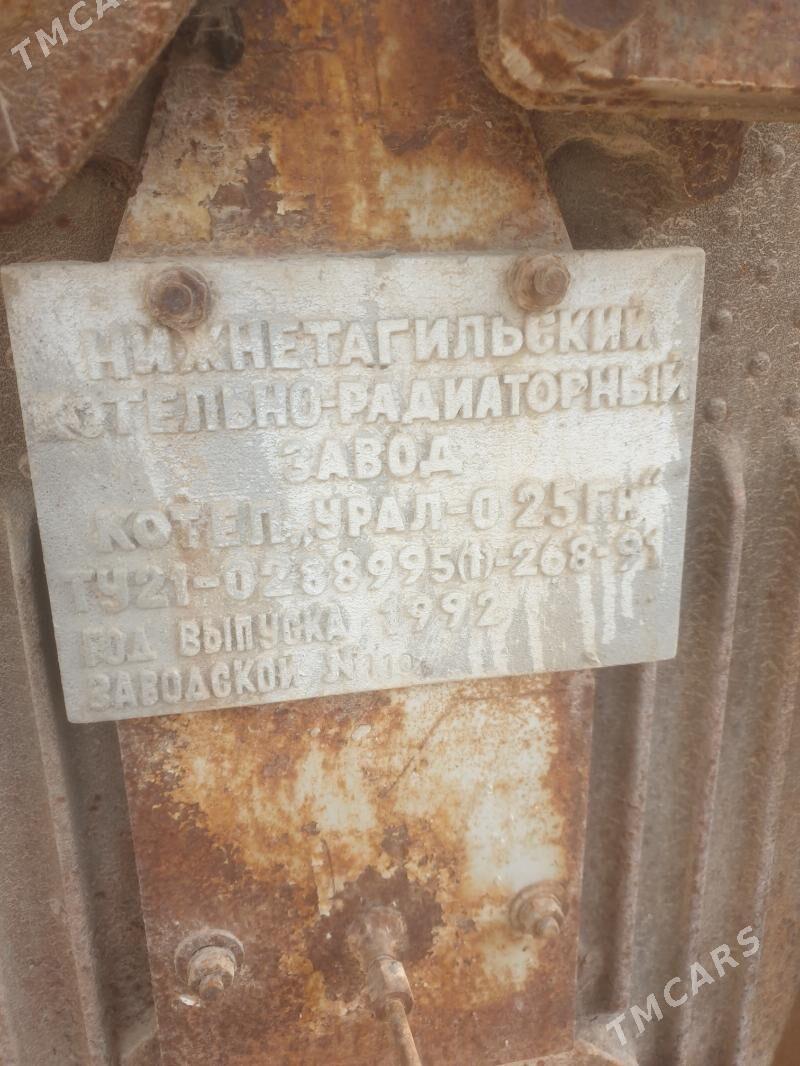 TMCARS
НИЖНЕТАГИЛЬСКИЙ
КОТЕЛЬНО-РАДИАТОРНЫЙ
ЗАВОД
КОТЕЛ „УРАЛ-0 25ГН"
ТУ21-0288995(1)-268-91
ГОД ВЫПУСКА 1992
ЗАВОДСКОЙ №
TMCARS